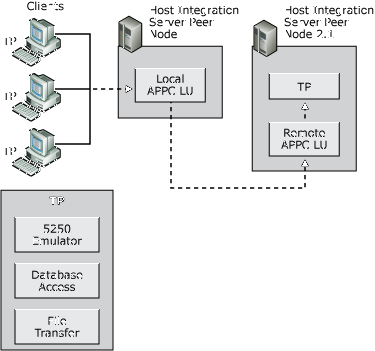 Clients
TP
TP
TP
Host Integration
Server Peer
Node
Local
APPC LU
Host Integration
Server Peer
Node 2.1
TP
Remote
APPC LU
TP
5250
Emulator
Database
Access
File
Transfer